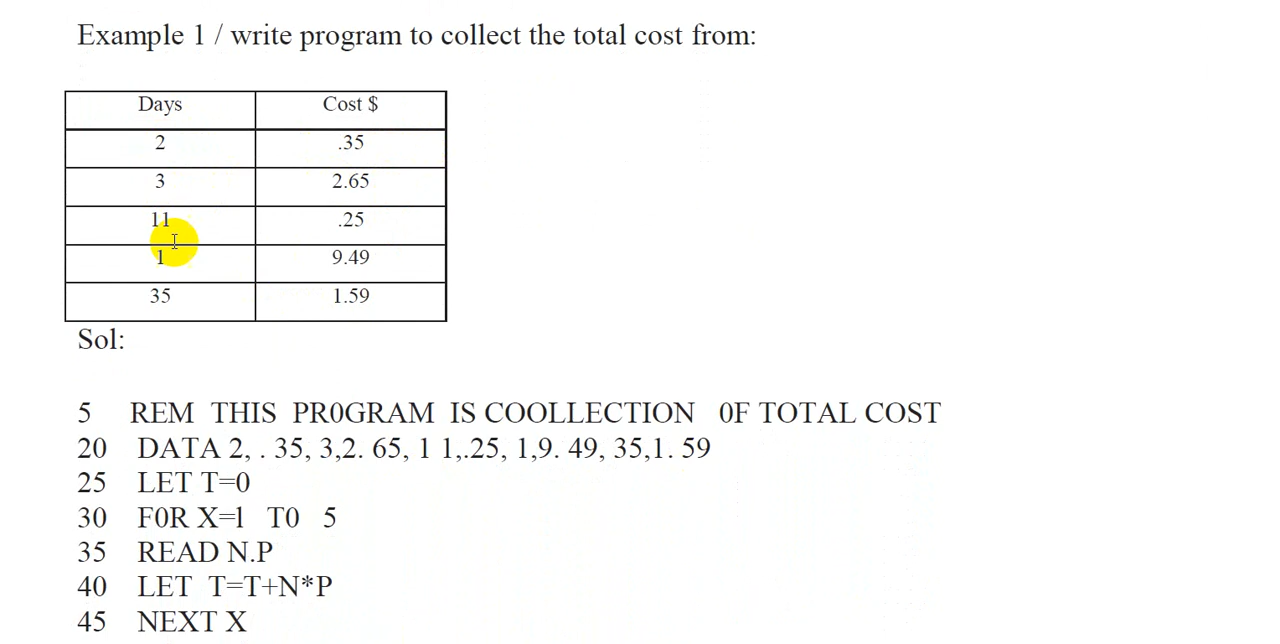 Example 1 / write program to collect the total cost from:
Days Cost $
2 .35
3 2.65
11 .25
1 9.49
35 1.59
Sol:
5 REM THIS PR0GRAM IS COOLLECTION 0F TOTAL COST
20 DATA 2, . 35, 3,2. 65, 1 1,.25, 1,9. 49, 35,1. 59
25 LET T=0
30 F0R X=1 T0 5
35 READ N.P
40 LET T=T+N*P
45 NEXT X